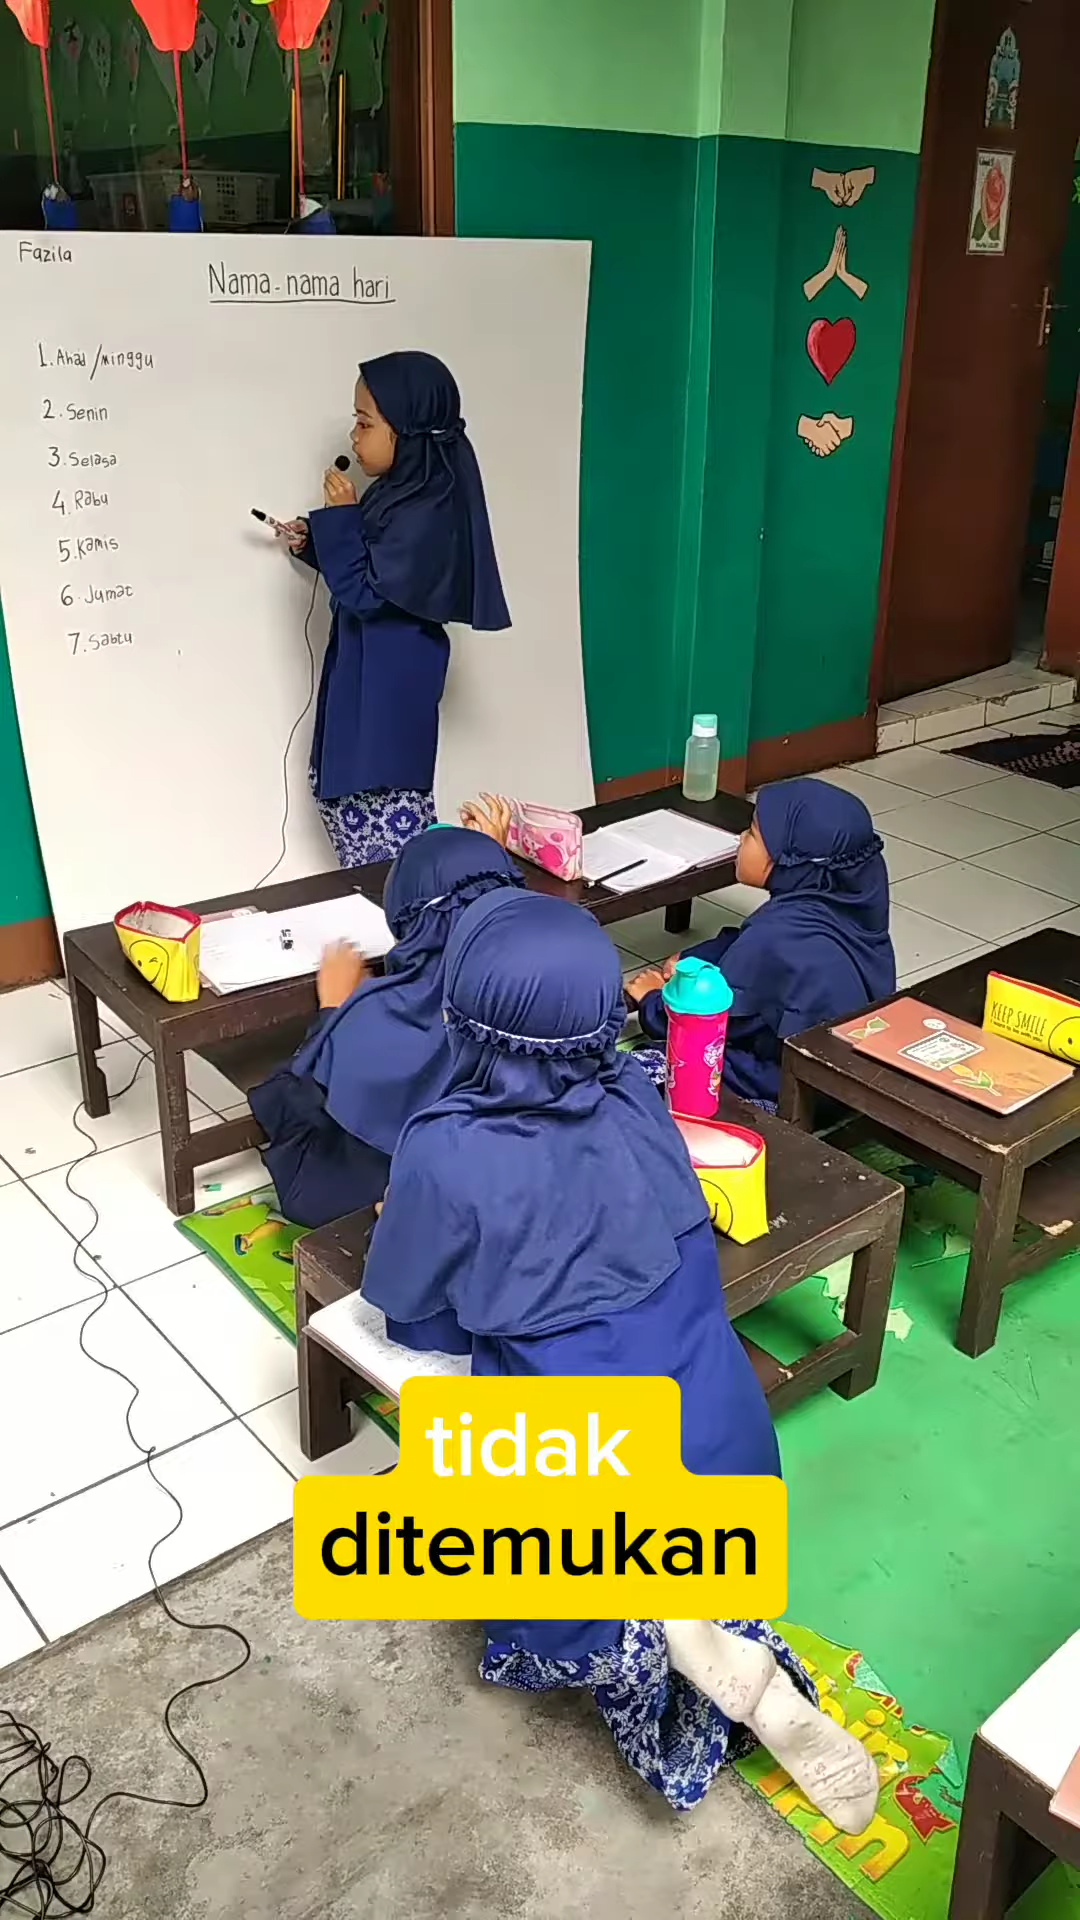 Fazila
Nama-nama hari
1. Ahad/minggu
2. Senin
3. Selasa
4. Rabu
5. Kamis
6. Jumat
7. Sabtu
KEEP SMILE
tidak
ditemukan